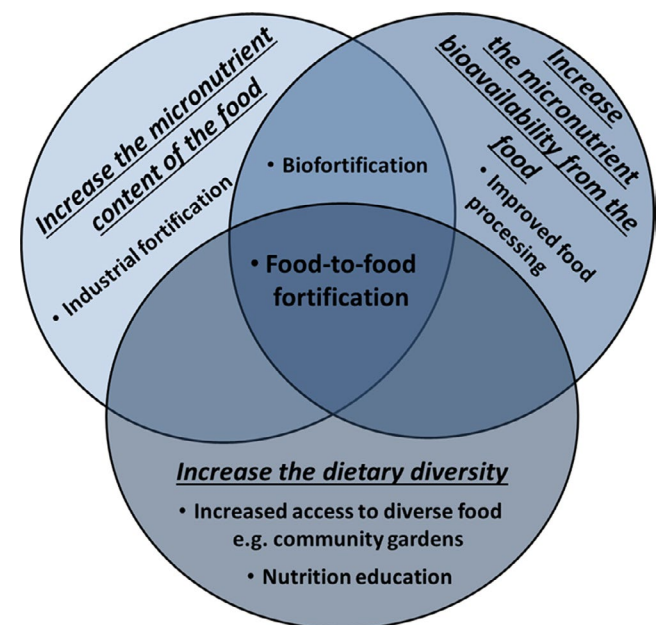 Increase the micronutrient
content of the food
• Industrial fortification
Increase
the micronutrient
bioavailability from the
food
• Improved food
processing
• Biofortification
• Food-to-food
fortification
Increase the dietary diversity
• Increased access to diverse food
e.g. community gardens
• Nutrition education